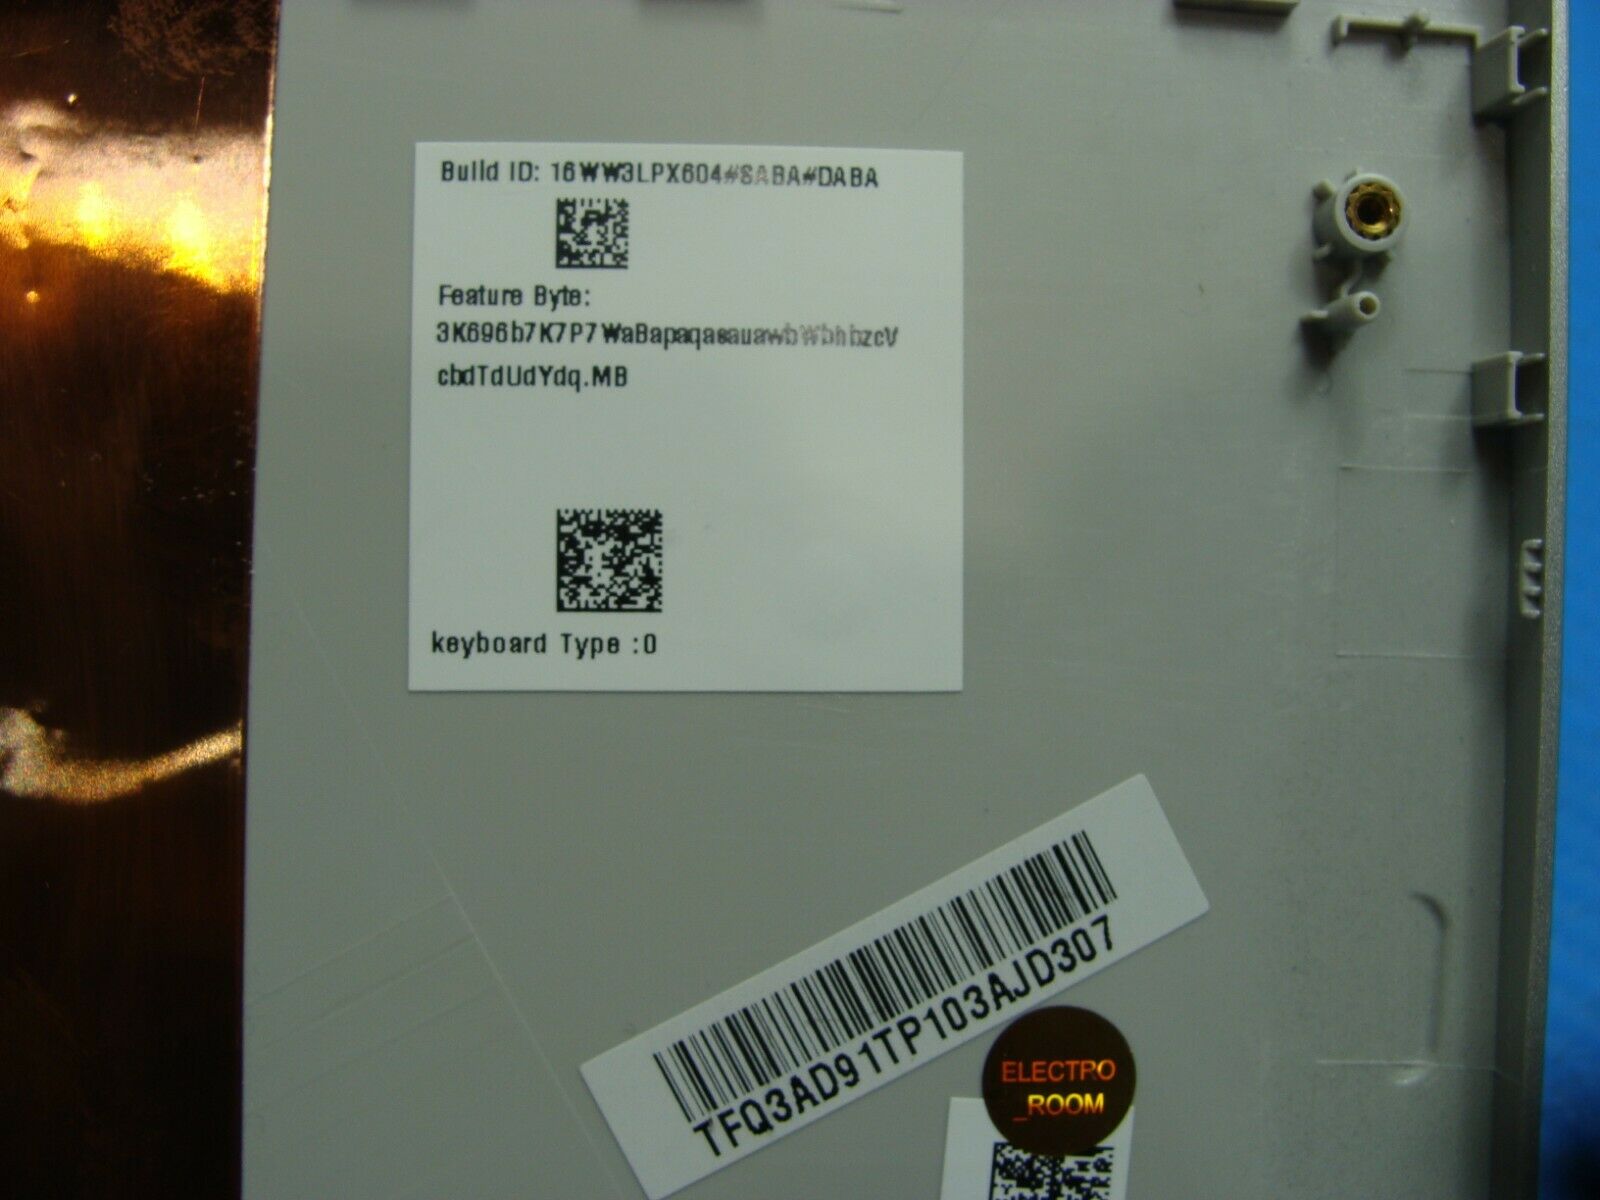 Build ID: 16WW3LPX604#SABA#DABA
Feature Byte:
3K696b7K7P7WaBapaqasauawbWbhbzcV
cbdTdUdYdq.MB
keyboard Type :0
TFQ3AD91TP103AJD307
ELECTRO
_ROOM